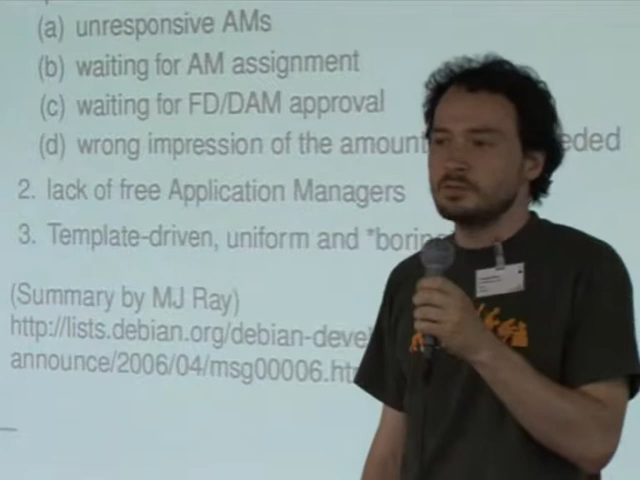 (a) unresponsive AMs
(b) waiting for AM assignment
(c) waiting for FD/DAM approval
(d) wrong impression of the amount eded
2. lack of free Application Managers
3. Template-driven, uniform and *boring
(Summary by MJ Ray)
http://lists.debian.org/debian-deve
announce/2006/04/msg00006.ht